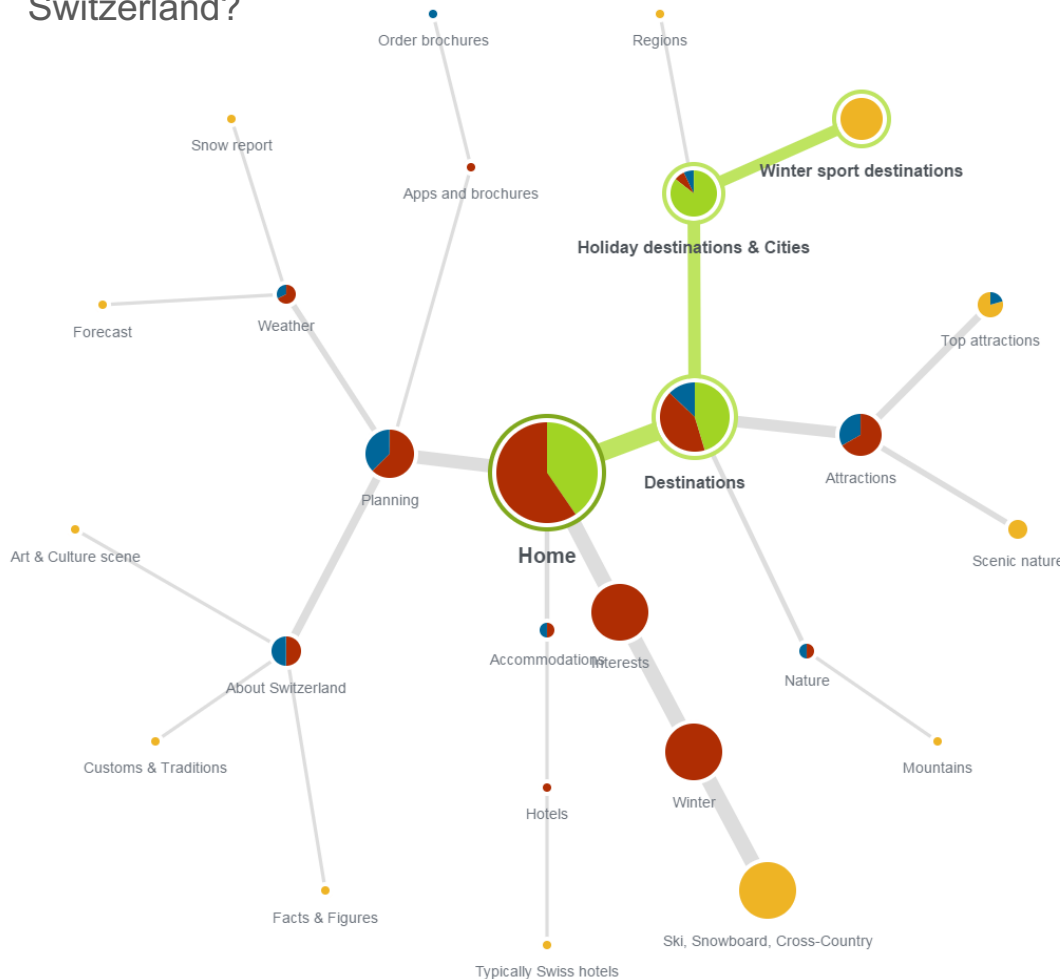 Switzerland?
Order brochures
Regions
Snow report
Winter sport destinations
Apps and brochures
Holiday destinations & Cities
Forecast
Weather
Top attractions
Planning
Destinations
Attractions
Art & Culture scene
Home
Scenic nature
Accommodations
Interests
About Switzerland
Nature
Customs & Traditions
Mountains
Winter
Hotels
Facts & Figures
Ski, Snowboard, Cross-Country
Typically Swiss hotels